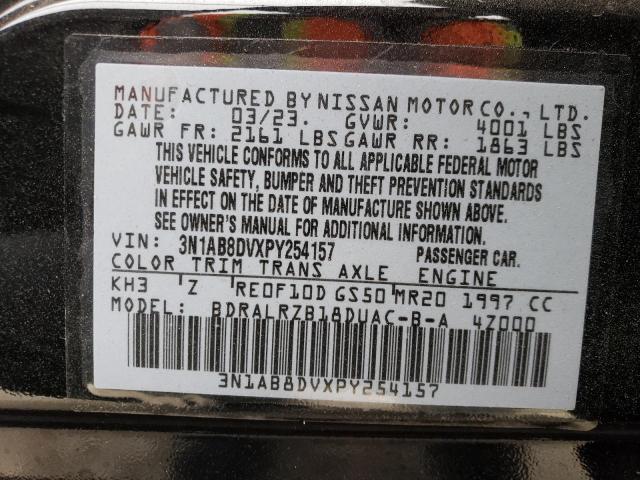 MANUFACTURED BY NISSAN MOTOR CO., LTD.
DATE: 03/23. GVWR: 4001 LBS
GAWR FR: 2161 LBS GAWR RR: 1863 LBS
THIS VEHICLE CONFORMS TO ALL APPLICABLE FEDERAL MOTOR
VEHICLE SAFETY, BUMPER AND THEFT PREVENTION STANDARDS
IN EFFECT ON THE DATE OF MANUFACTURE SHOWN ABOVE.
SEE OWNER'S MANUAL FOR ADDITIONAL INFORMATION.
VIN: 3N1AB8DVXPY254157 PASSENGER CAR.
COLOR TRIM TRANS AXLE ENGINE
KH3 Z RE0F10D GS50 MR20 1997 CC
MODEL: BDRALRZB18DUAC-B-A 4Z000
3N1AB8DVXPY254157